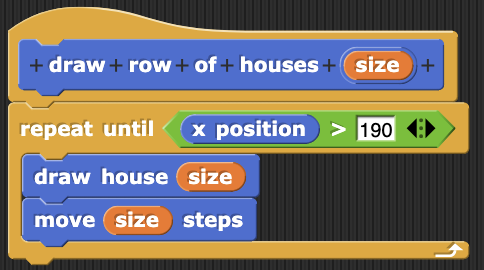 + draw + row + of + houses + size +
repeat until x position > 190
draw house size
move size steps